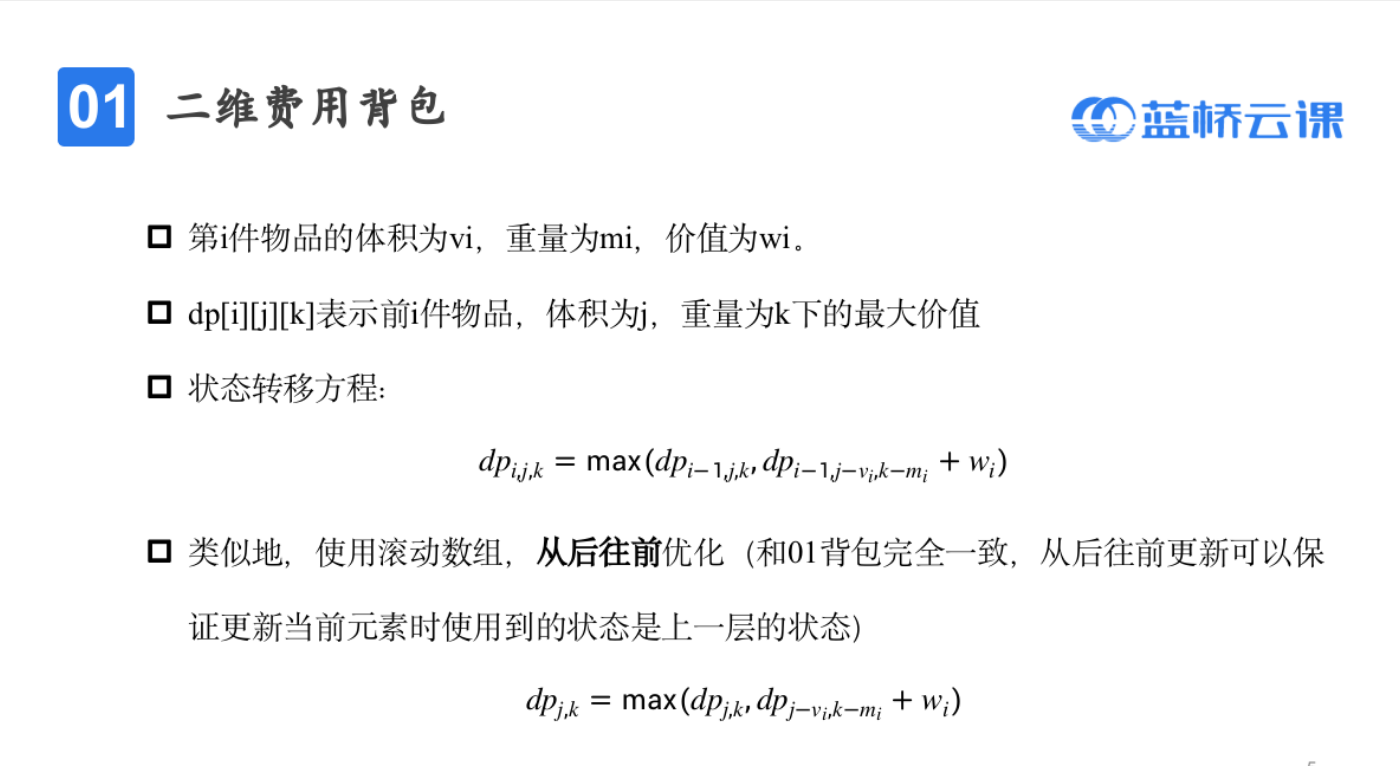 01 二维费用背包
蓝桥云课
第i件物品的体积为vi，重量为mi，价值为wi。
dp[i][j][k]表示前i件物品，体积为j，重量为k下的最大价值
状态转移方程：
dp_{i,j,k} = max(dp_{i−1,j,k}, dp_{i−1,j−v_i,k−m_i} + w_i)
类似地，使用滚动数组，从后往前优化（和01背包完全一致，从后往前更新可以保
证更新当前元素时使用到的状态是上一层的状态）
dp_{j,k} = max(dp_{j,k}, dp_{j−v_i,k−m_i} + w_i)